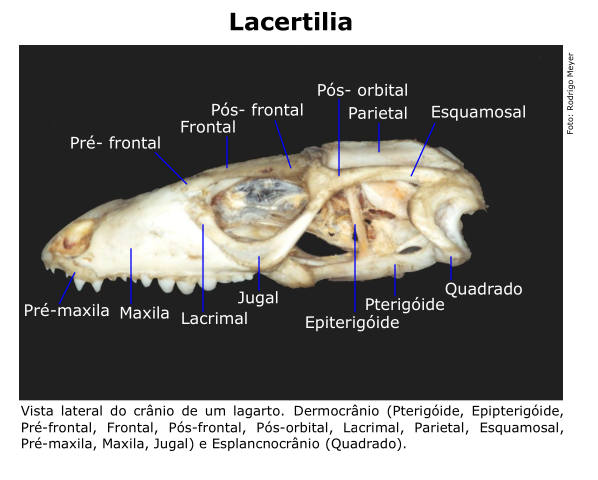 Lacertilia
Foto: Rodrigo Meyer
Pós- orbital
Pós- frontal
Parietal
Esquamosal
Frontal
Pré- frontal
Pré-maxila
Maxila
Lacrimal
Jugal
Epiterigóide
Pterigóide
Quadrado
Vista lateral do crânio de um lagarto. Dermocrânio (Pterigóide, Epipterigóide,
Pré-frontal, Frontal, Pós-frontal, Pós-orbital, Lacrimal, Parietal, Esquamosal,
Pré-maxila, Maxila, Jugal) e Esplancnocrânio (Quadrado).